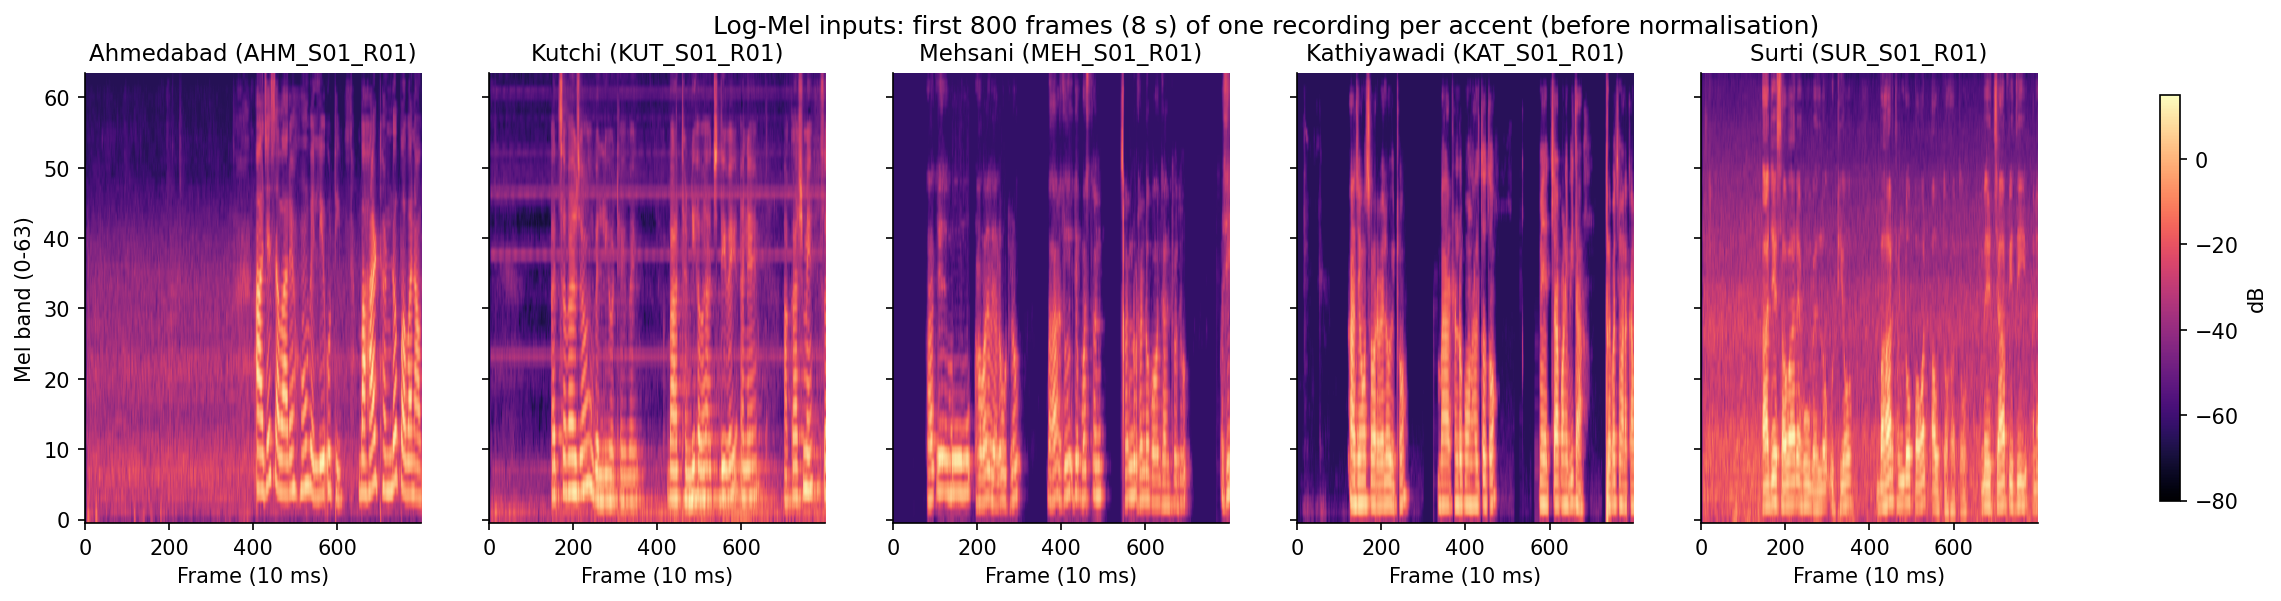 Log-Mel inputs: first 800 frames (8 s) of one recording per accent (before normalisation)
Ahmedabad (AHM_S01_R01)
Kutchi (KUT_S01_R01)
Mehsani (MEH_S01_R01)
Kathiyawadi (KAT_S01_R01)
Surti (SUR_S01_R01)
Mel band (0-63)
60
50
40
30
20
10
0
0 200 400 600
0 200 400 600
0 200 400 600
0 200 400 600
0 200 400 600
Frame (10 ms)
Frame (10 ms)
Frame (10 ms)
Frame (10 ms)
Frame (10 ms)
0
−20
−40
−60
−80
dB